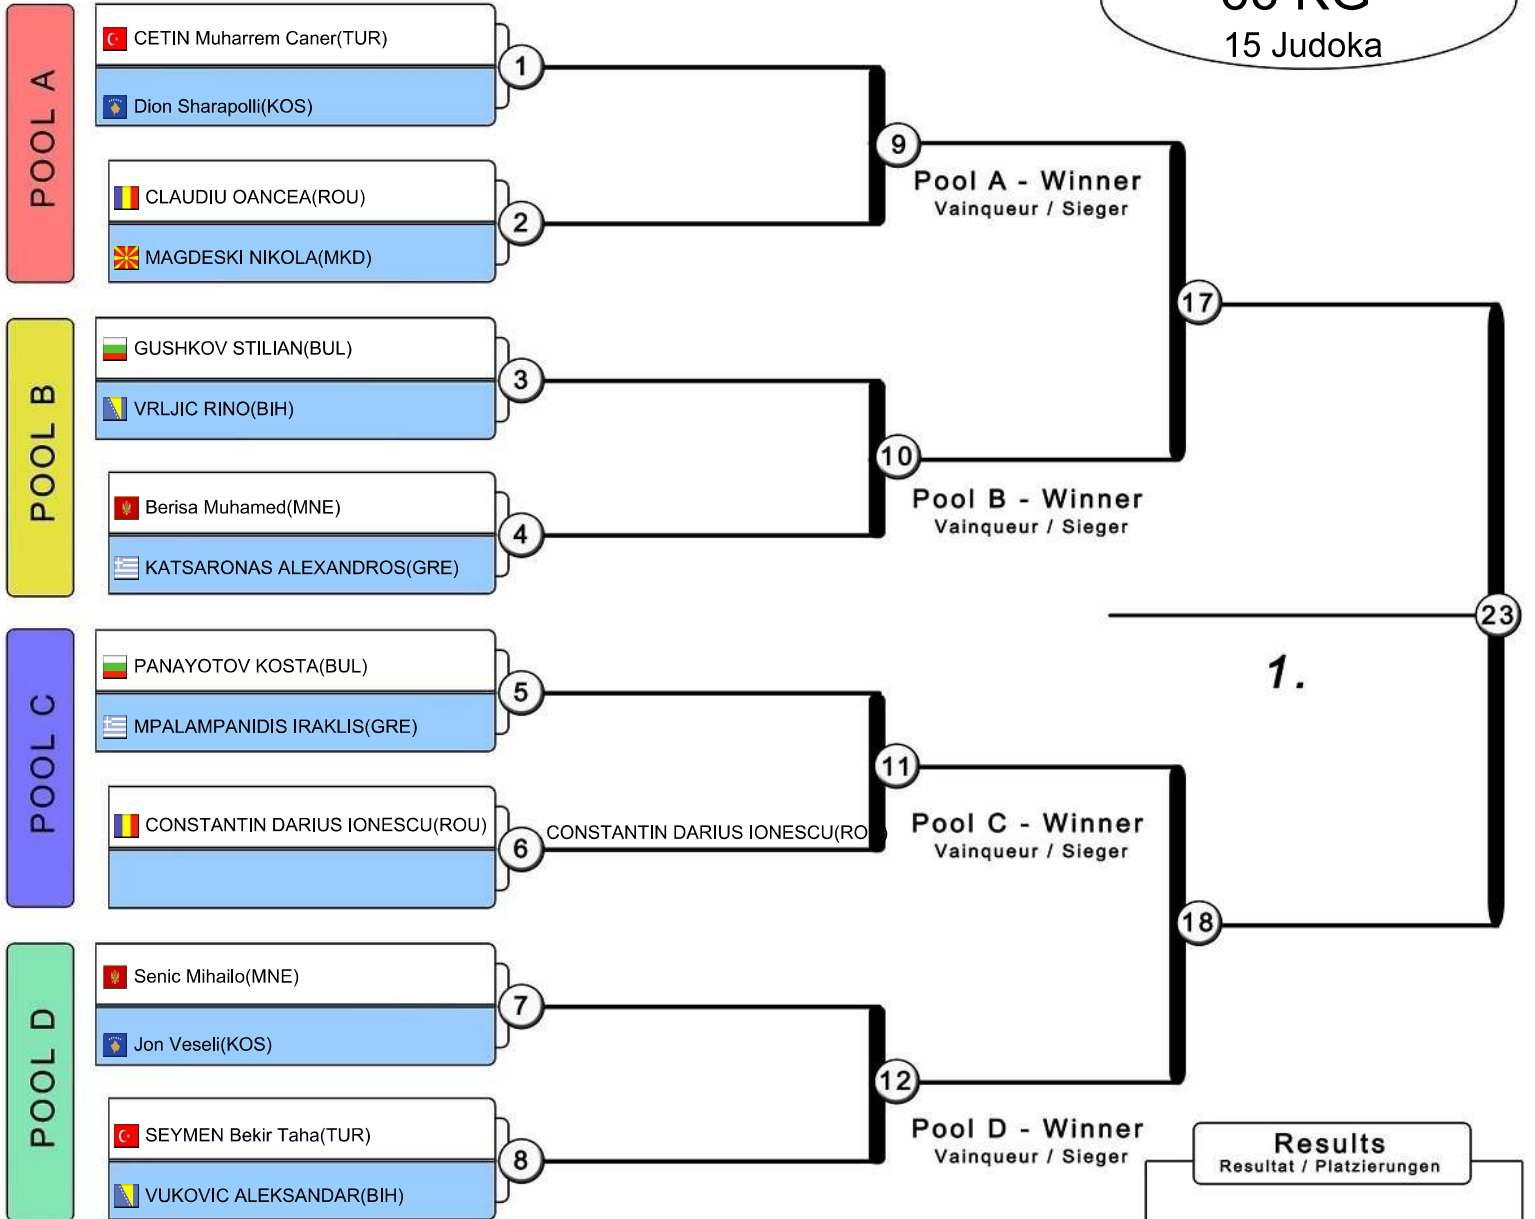 15 Judoka
POOL A
CETIN Muharrem Caner(TUR)
1
Dion Sharapolli(KOS)
9
Pool A - Winner
Vainqueur / Sieger
CLAUDIU OANCEA(ROU)
2
MAGDESKI NIKOLA(MKD)
17
POOL B
GUSHKOV STILIAN(BUL)
3
VRLJIC RINO(BIH)
10
Pool B - Winner
Vainqueur / Sieger
Berisa Muhamed(MNE)
4
KATSARONAS ALEXANDROS(GRE)
23
1.
POOL C
PANAYOTOV KOSTA(BUL)
5
MPALAMPANIDIS IRAKLIS(GRE)
11
Pool C - Winner
Vainqueur / Sieger
CONSTANTIN DARIUS IONESCU(ROU)
6
CONSTANTIN DARIUS IONESCU(RO
18
POOL D
Senic Mihailo(MNE)
7
Jon Veseli(KOS)
12
Pool D - Winner
Vainqueur / Sieger
SEYMEN Bekir Taha(TUR)
8
VUKOVIC ALEKSANDAR(BIH)
Results
Resultat / Platzierungen